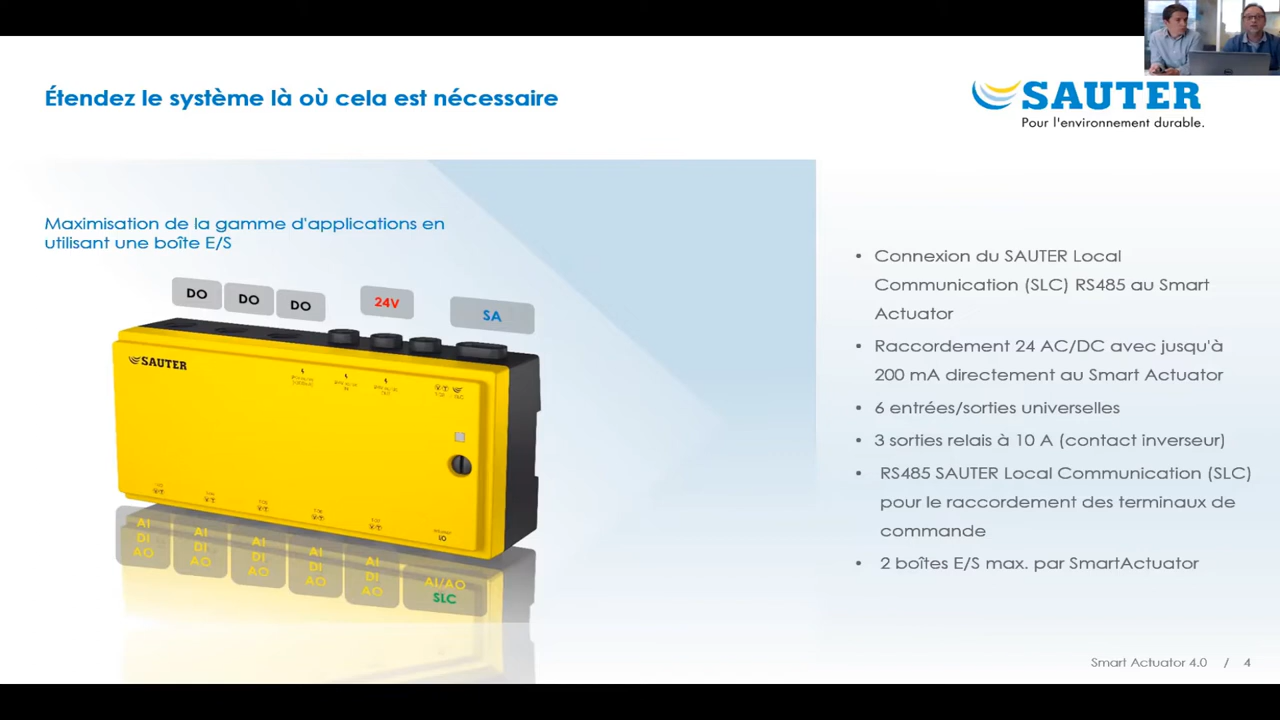 Étendez le système là où cela est nécessaire
SAUTER
Pour l'environnement durable.
Maximisation de la gamme d'applications en
utilisant une boîte E/S
DO
DO
DO
24V
SA
SAUTER
AI
DI
AO
AI
DI
AO
AI
DI
AO
AI
DI
AO
AI
DI
AO
AI/AO
SLC
• Connexion du SAUTER Local
Communication (SLC) RS485 au Smart
Actuator
• Raccordement 24 AC/DC avec jusqu'à
200 mA directement au Smart Actuator
• 6 entrées/sorties universelles
• 3 sorties relais à 10 A (contact inverseur)
• RS485 SAUTER Local Communication (SLC)
pour le raccordement des terminaux de
commande
• 2 boîtes E/S max. par SmartActuator
Smart Actuator 4.0 / 4